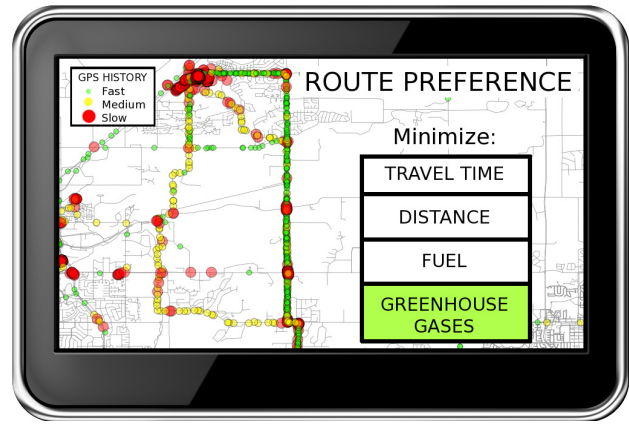 GPS HISTORY
Fast
Medium
Slow
ROUTE PREFERENCE
Minimize:
TRAVEL TIME
DISTANCE
FUEL
GREENHOUSE
GASES